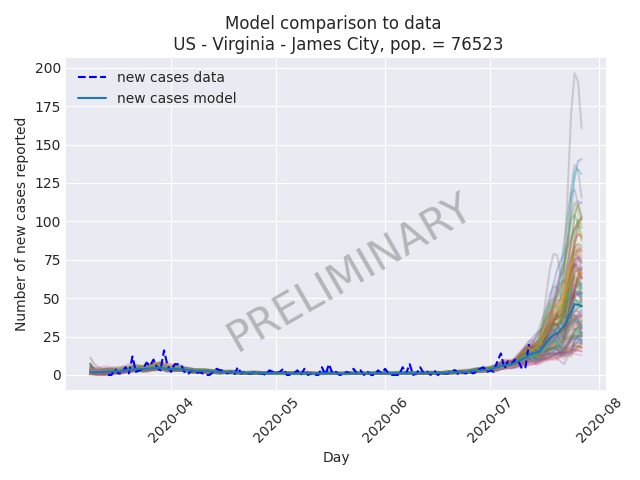 Model comparison to data
US - Virginia - James City, pop. = 76523
new cases data
new cases model
PRELIMINARY
Number of new cases reported
200
175
150
125
100
75
50
25
0
2020-04
2020-05
2020-06
2020-07
2020-08
Day